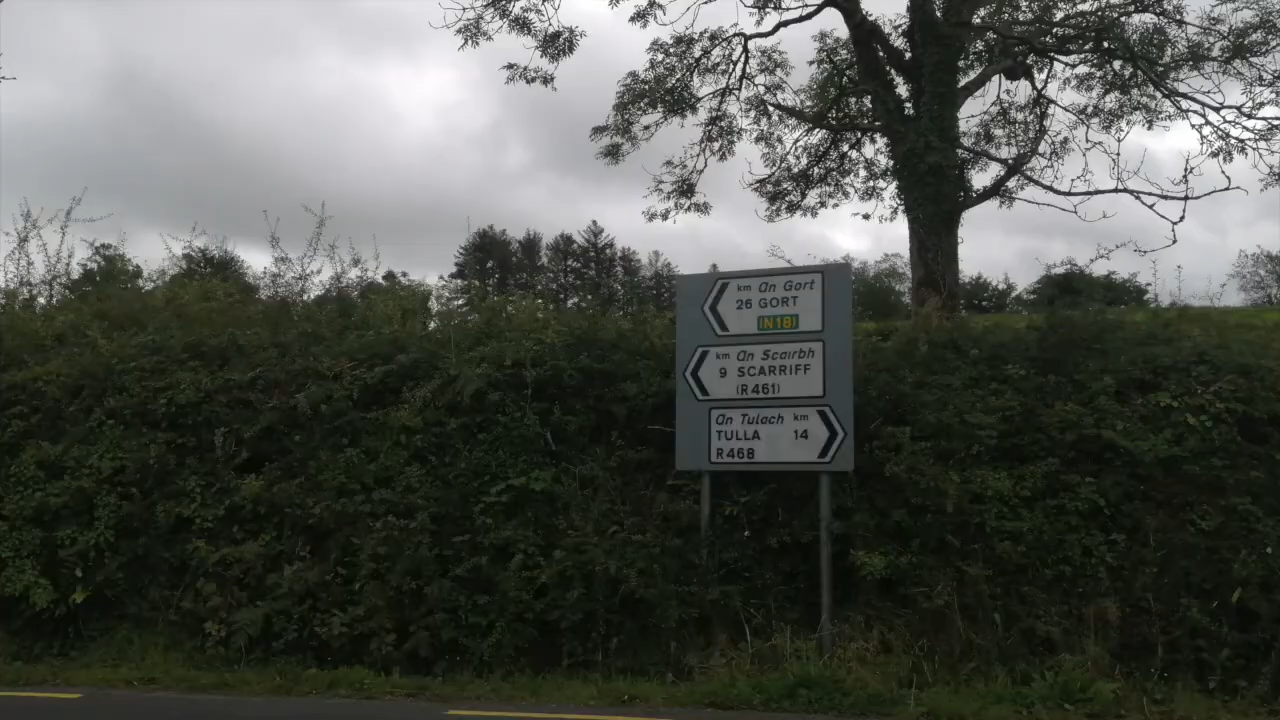 km An Gort
26 GORT
(N18)
km An Scairbh
9 SCARRIFF
(R461)
An Tulach km
TULLA 14
R468